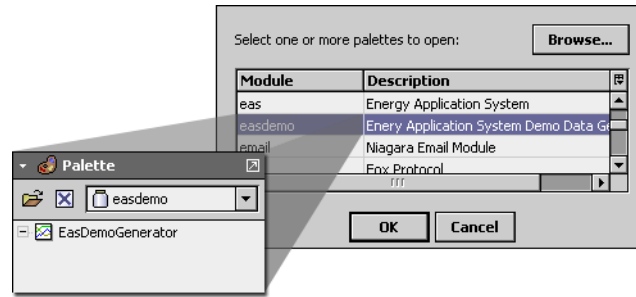 Select one or more palettes to open:
Browse...
Module Description
eas Energy Application System
easdemo Enery Application System Demo Data Ge
email Niagara Email Module
Fox Protocol
Palette
easdemo
EasDemoGenerator
OK Cancel